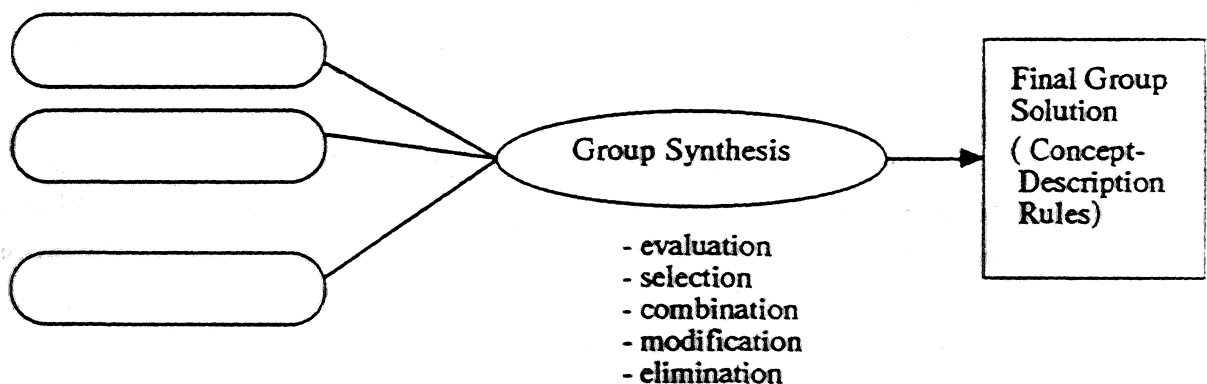 Group Synthesis
- evaluation
- selection
- combination
- modification
- elimination
Final Group
Solution
( Concept-
Description
Rules)